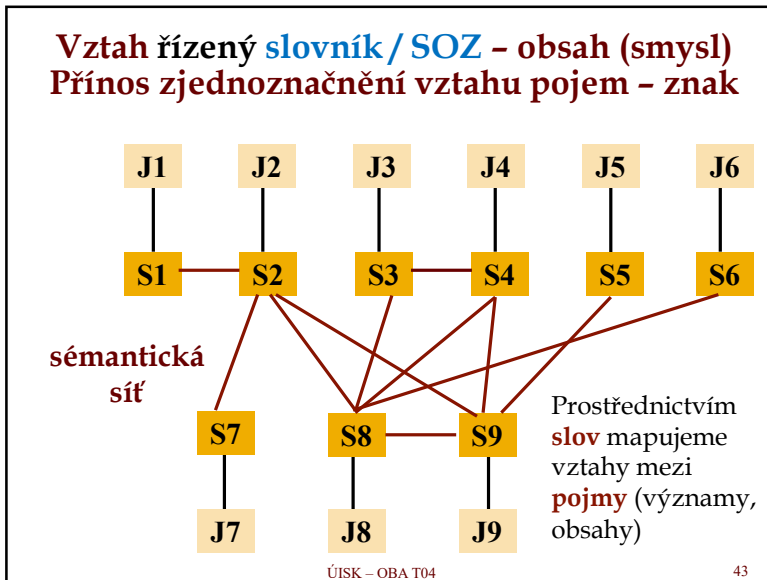 Vztah řízený slovník / SOZ – obsah (smysl)
Přínos zjednoznačnění vztahu pojem – znak
J1 J2 J3 J4 J5 J6
S1 S2 S3 S4 S5 S6
sémantická
síť
S7 S8 S9
J7 J8 J9
Prostřednictvím
slov mapujeme
vztahy mezi
pojmy (významy,
obsahy)
ÚISK – OBA T04
43